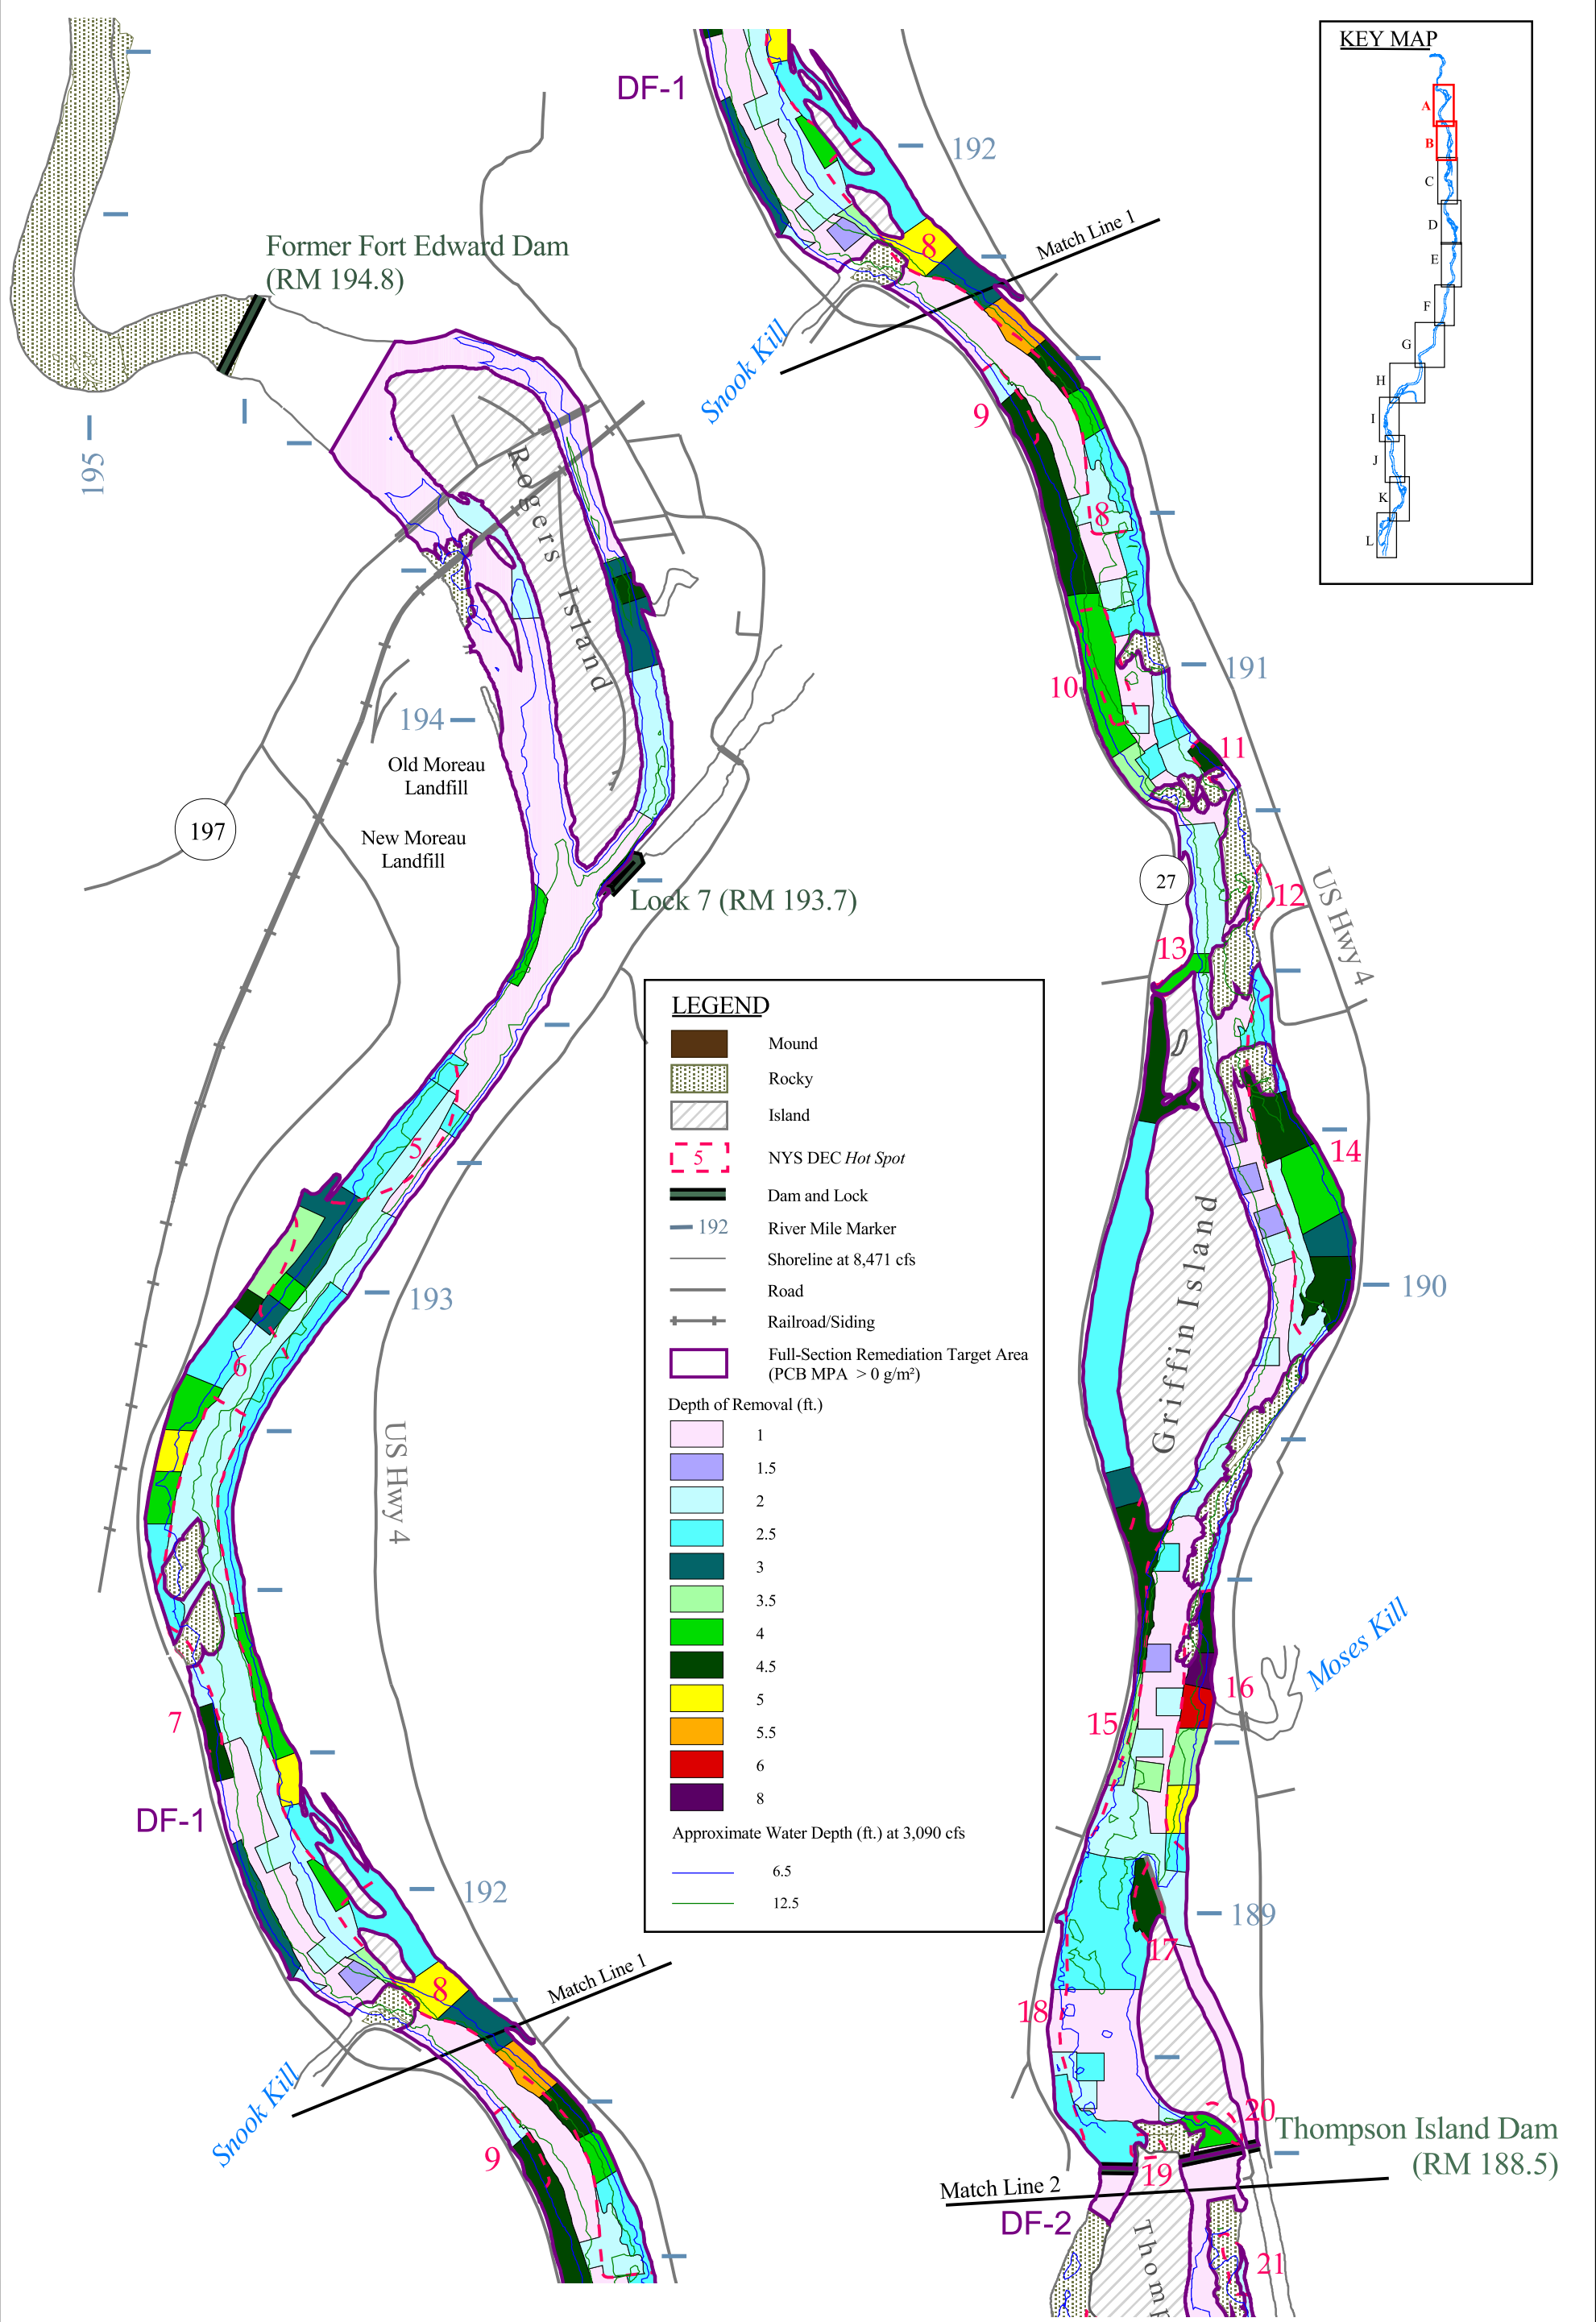 KEY MAP
A
B
C
D
E
F
G
H
I
J
K
L
DF-1
192
Match Line 1
8
Snook Kill
9
8
191
10
11
27
12
US Hwy 4
13
14
Griffin Island
190
Moses Kill
16
15
189
17
18
20
Thompson Island Dam
(RM 188.5)
19
Match Line 2
DF-2
Thomp
21
Former Fort Edward Dam
(RM 194.8)
195
Rogers Island
194
Old Moreau
Landfill
197
New Moreau
Landfill
Lock 7 (RM 193.7)
5
193
6
US Hwy 4
7
DF-1
192
8
Match Line 1
Snook Kill
9
LEGEND
Mound
Rocky
Island
5 NYS DEC Hot Spot
Dam and Lock
192 River Mile Marker
Shoreline at 8,471 cfs
Road
Railroad/Siding
Full-Section Remediation Target Area
(PCB MPA > 0 g/m²)
Depth of Removal (ft.)
1
1.5
2
2.5
3
3.5
4
4.5
5
5.5
6
8
Approximate Water Depth (ft.) at 3,090 cfs
6.5
12.5